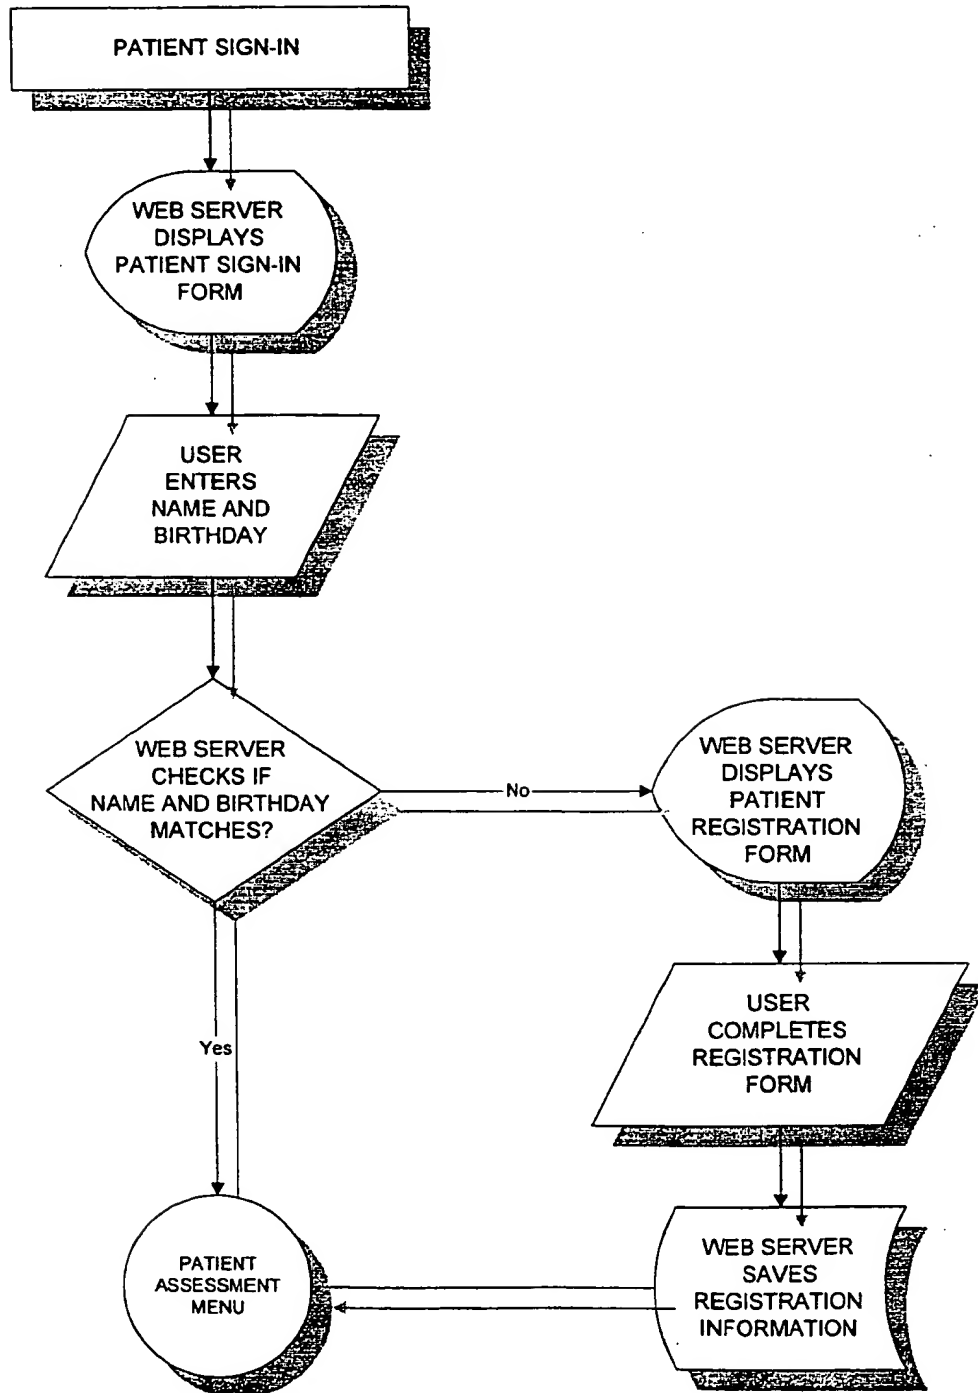 PATIENT SIGN-IN
WEB SERVER
DISPLAYS
PATIENT SIGN-IN
FORM
USER
ENTERS
NAME AND
BIRTHDAY
WEB SERVER
CHECKS IF
NAME AND BIRTHDAY
MATCHES?
No
WEB SERVER
DISPLAYS
PATIENT
REGISTRATION
FORM
USER
COMPLETES
REGISTRATION
FORM
Yes
WEB SERVER
SAVES
REGISTRATION
INFORMATION
PATIENT
ASSESSMENT
MENU